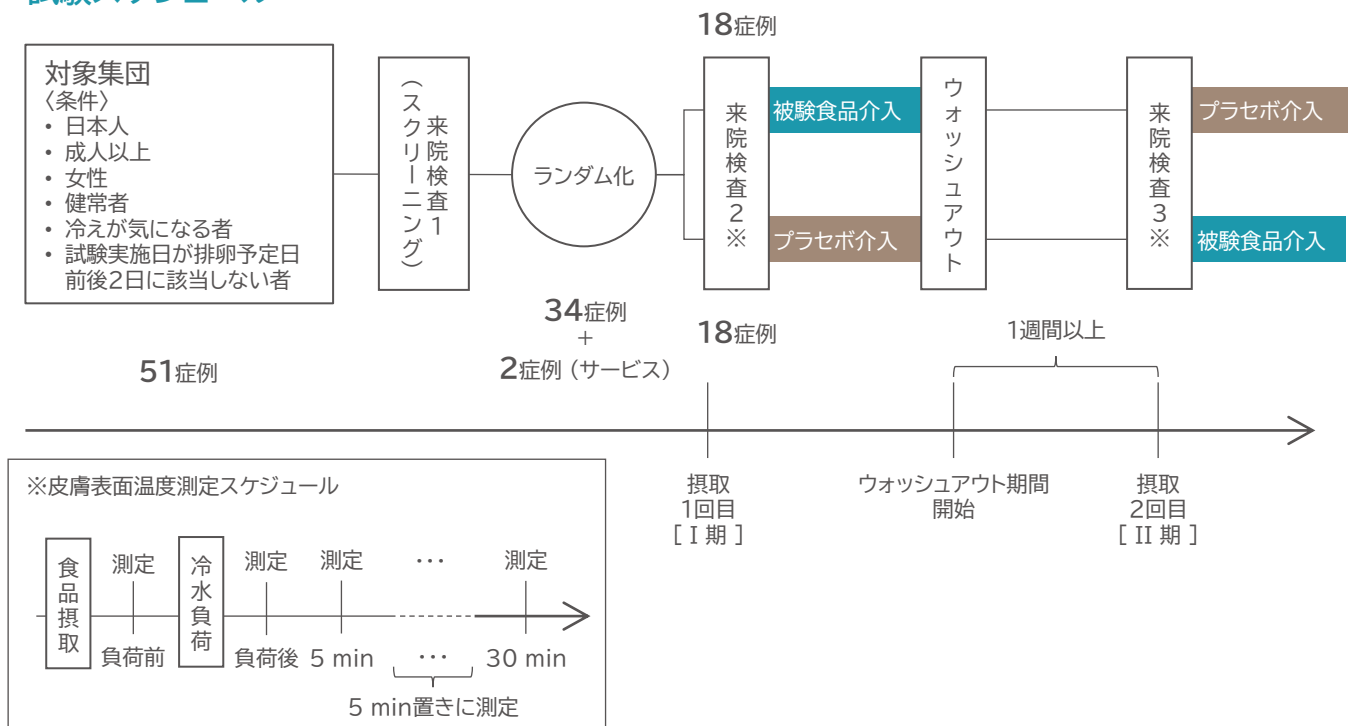 試験スケジュール
18症例
対象集団
〈条件〉
• 日本人
• 成人以上
• 女性
• 健常者
• 冷えが気になる者
• 試験実施日が排卵予定日
前後2日に該当しない者
来院検査1
(スクリーニング)
ランダム化
来院検査2※
被験食品介入
プラセボ介入
ウォッシュアウト
来院検査3※
プラセボ介入
被験食品介入
51症例
34症例
+
2症例 (サービス)
18症例
1週間以上
摂取
1回目
[ I 期 ]
ウォッシュアウト期間
開始
摂取
2回目
[ II 期 ]
※皮膚表面温度測定スケジュール
食品摂取
測定
冷水負荷
測定
測定
･･･
測定
負荷前
負荷後
5 min
･･･
30 min
5 min置きに測定